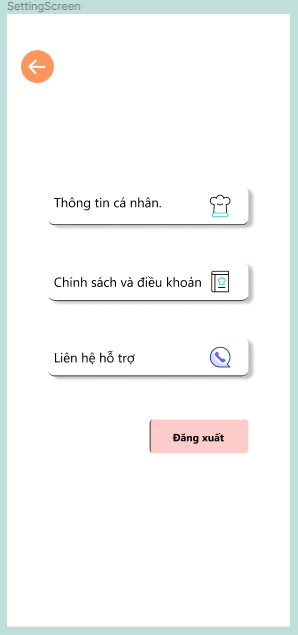 SettingScreen
Thông tin cá nhân.
Chính sách và điều khoản
Liên hệ hỗ trợ
Đăng xuất